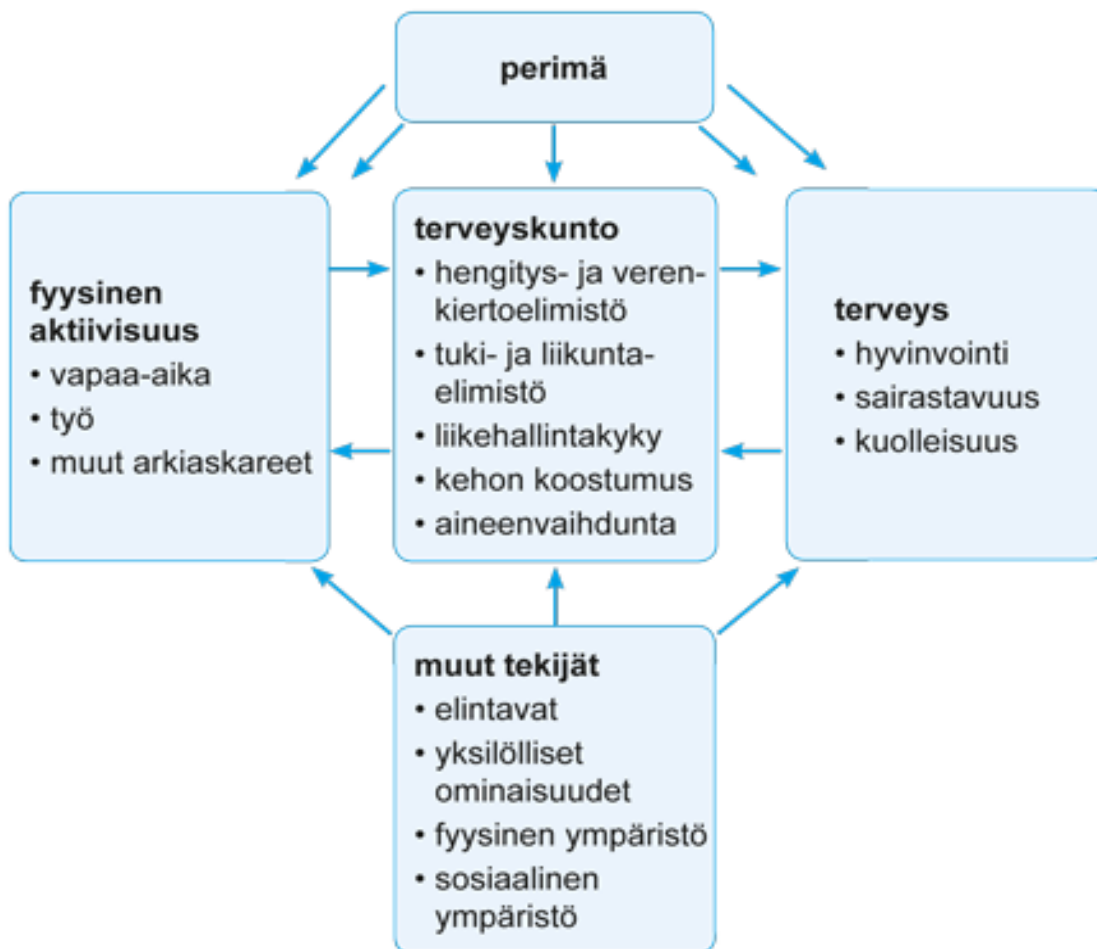 perimä
fyysinen
aktiivisuus
• vapaa-aika
• työ
• muut arkiaskareet
terveyskunto
• hengitys- ja veren-
kiertoelimistö
• tuki- ja liikunta-
elimistö
• liikehallintakyky
• kehon koostumus
• aineenvaihdunta
terveys
• hyvinvointi
• sairastavuus
• kuolleisuus
muut tekijät
• elintavat
• yksilölliset
ominaisuudet
• fyysinen ympäristö
• sosiaalinen
ympäristö